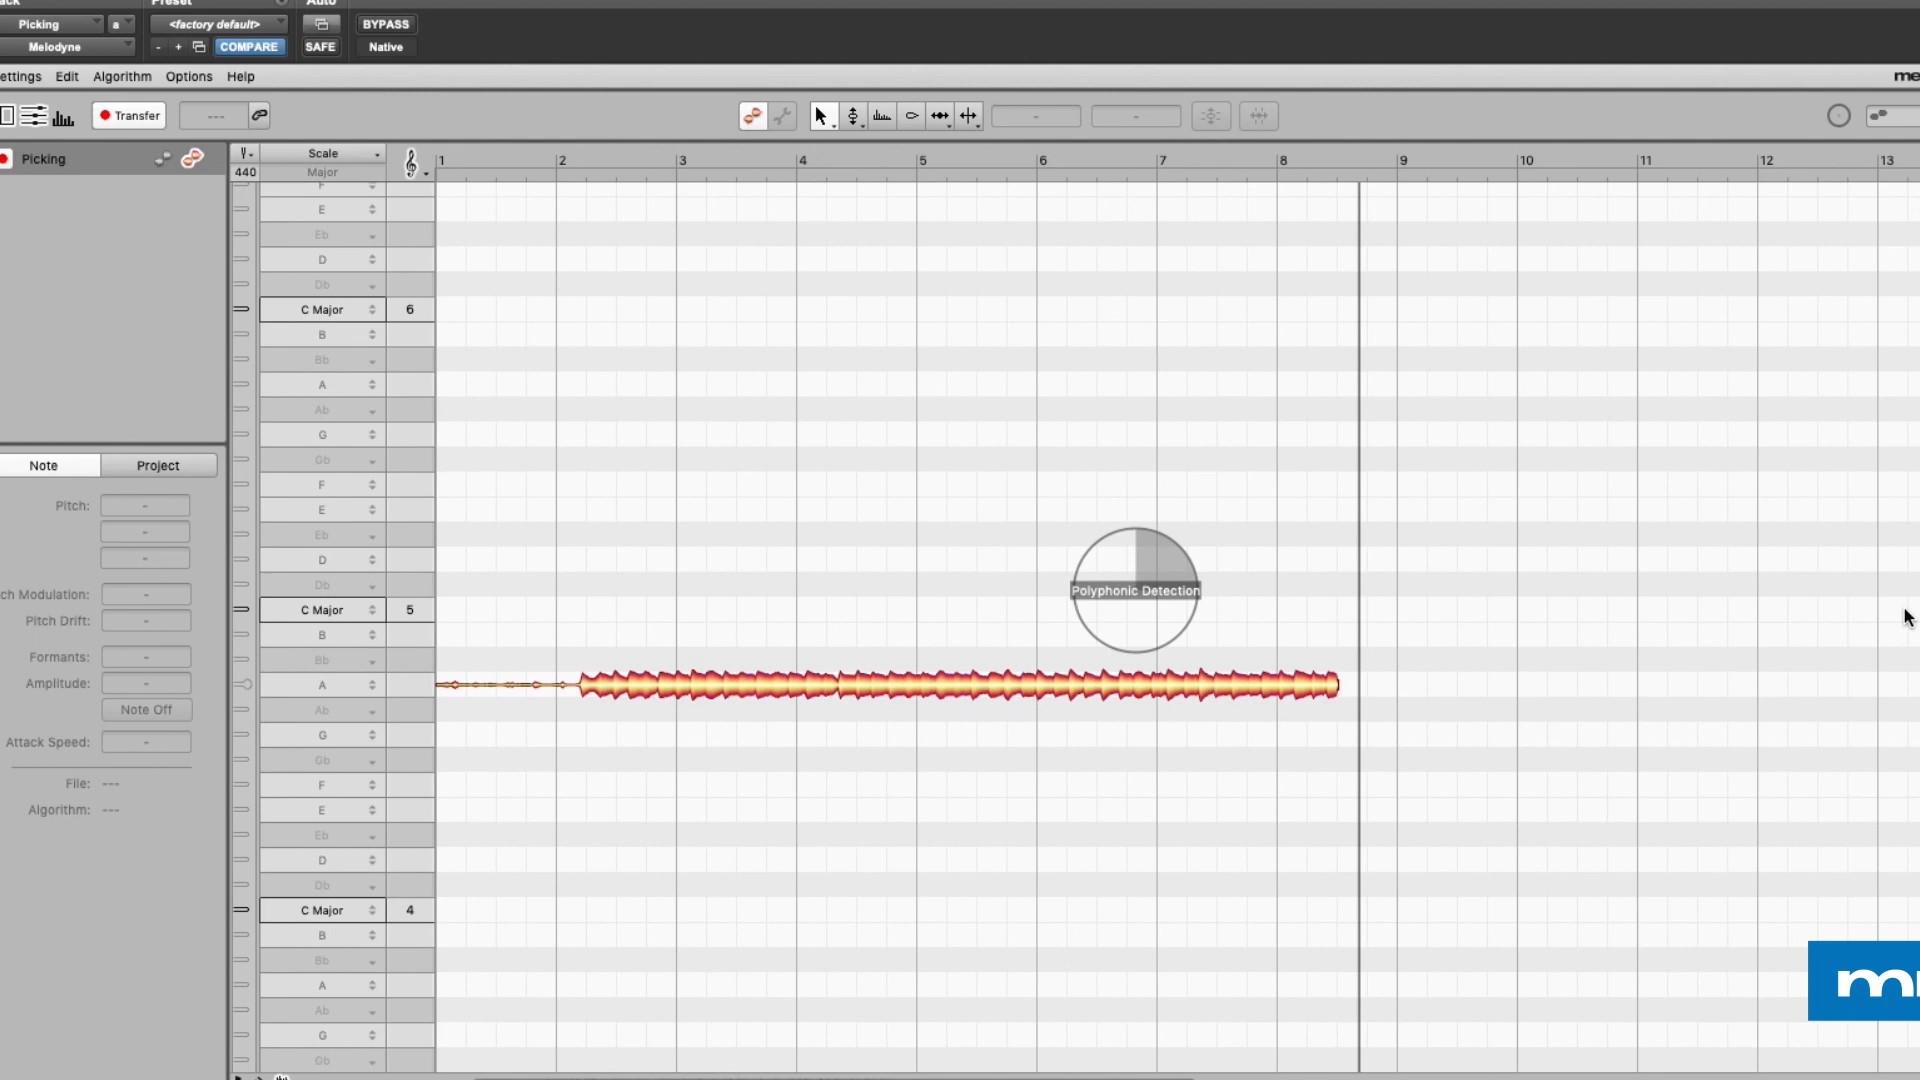 Preset
Auto
Picking
a
<factory default>
BYPASS
Melodyne
- +
COMPARE
SAFE
Native
ettings Edit Algorithm Options Help
me
Transfer
---
-
-
Picking
Scale
440
Major
1 2 3 4 5 6 7 8 9 10 11 12 13
F
E
Eb
D
Db
C Major 6
B
Bb
A
Ab
G
Gb
F
E
Eb
D
Db
C Major 5
B
Bb
A
Ab
G
Gb
F
E
Eb
D
Db
C Major 4
B
Bb
A
Ab
G
Gb
Polyphonic Detection
Note Project
Pitch: -
-
-
ch Modulation: -
Pitch Drift: -
Formants: -
Amplitude: -
Note Off
Attack Speed: -
File: ---
Algorithm: ---